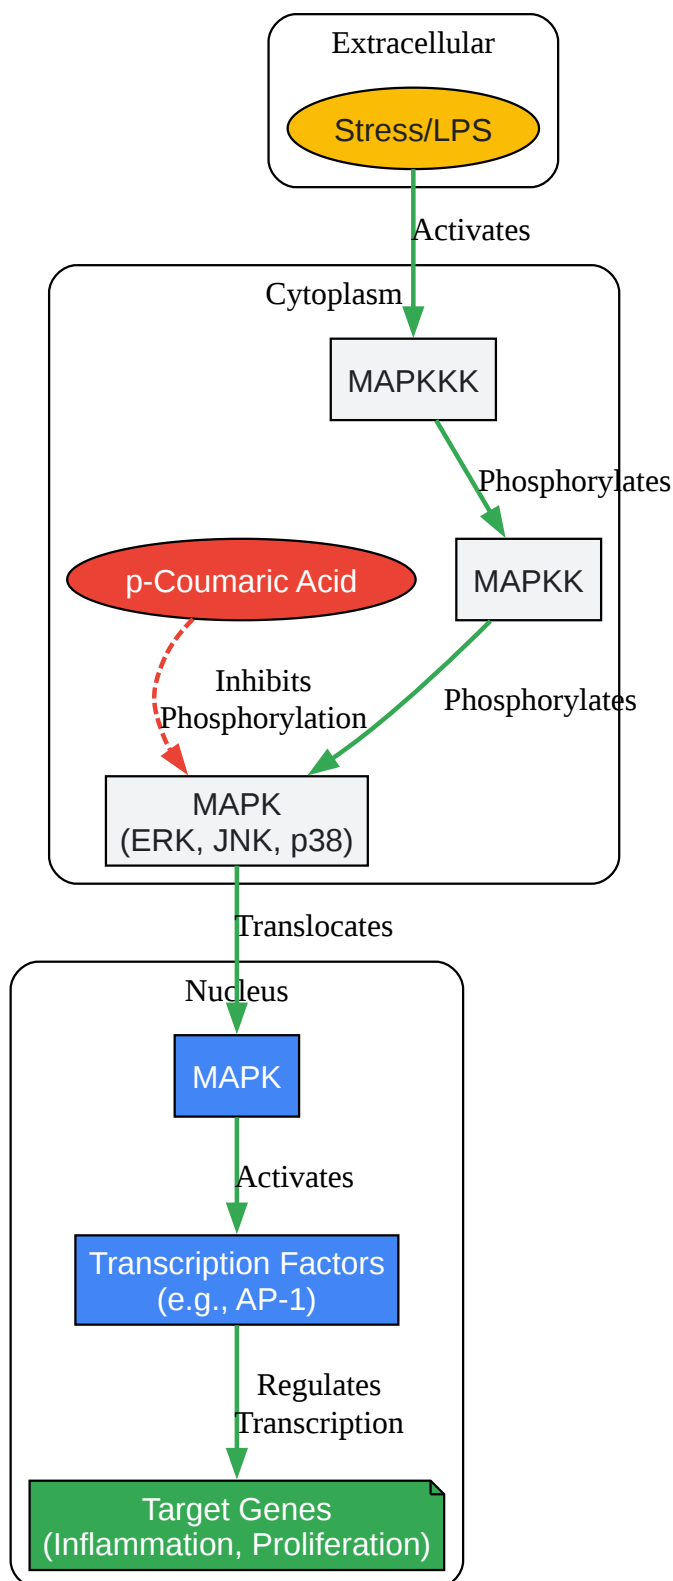 Extracellular
Stress/LPS
Activates
Cytoplasm
MAPKKK
Phosphorylates
p-Coumaric Acid
MAPKK
Inhibits
Phosphorylation
Phosphorylates
MAPK
(ERK, JNK, p38)
Translocates
Nucleus
MAPK
Activates
Transcription Factors
(e.g., AP-1)
Regulates
Transcription
Target Genes
(Inflammation, Proliferation)